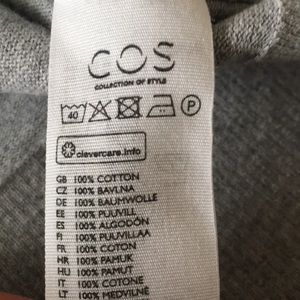 COS
COLLECTION OF STYLE
40
P
clevercare.info
GB 100% COTTON
CZ 100% BAVLNA
DE 100% BAUMWOLLE
EE 100% PUUVILL
ES 100% ALGODÓN
FI 100% PUUVILLAA
FR 100% COTON
HR 100% PAMUK
HU 100% PAMUT
IT 100% COTONE
LT 100% MEDVILNĖ